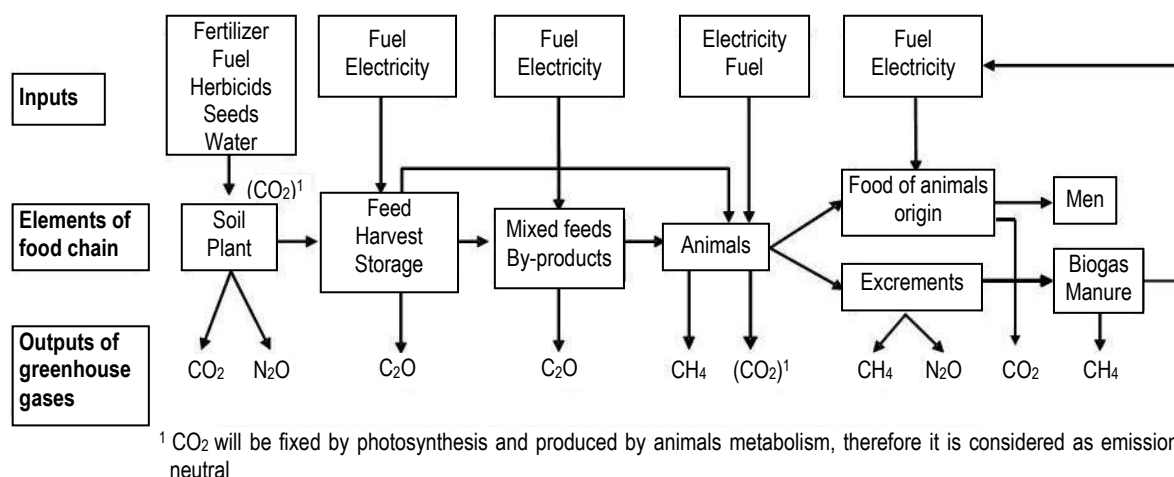 Inputs
Fertilizer
Fuel
Herbicids
Seeds
Water
Fuel
Electricity
Fuel
Electricity
Electricity
Fuel
Fuel
Electricity
Elements of
food chain
(CO₂)¹
Soil
Plant
Feed
Harvest
Storage
Mixed feeds
By-products
Animals
Food of animals
origin
Men
Excrements
Biogas
Manure
Outputs of
greenhouse
gases
CO₂
N₂O
C₂O
C₂O
CH₄
(CO₂)¹
CH₄
N₂O
CO₂
CH₄
¹ CO₂ will be fixed by photosynthesis and produced by animals metabolism, therefore it is considered as emission
neutral